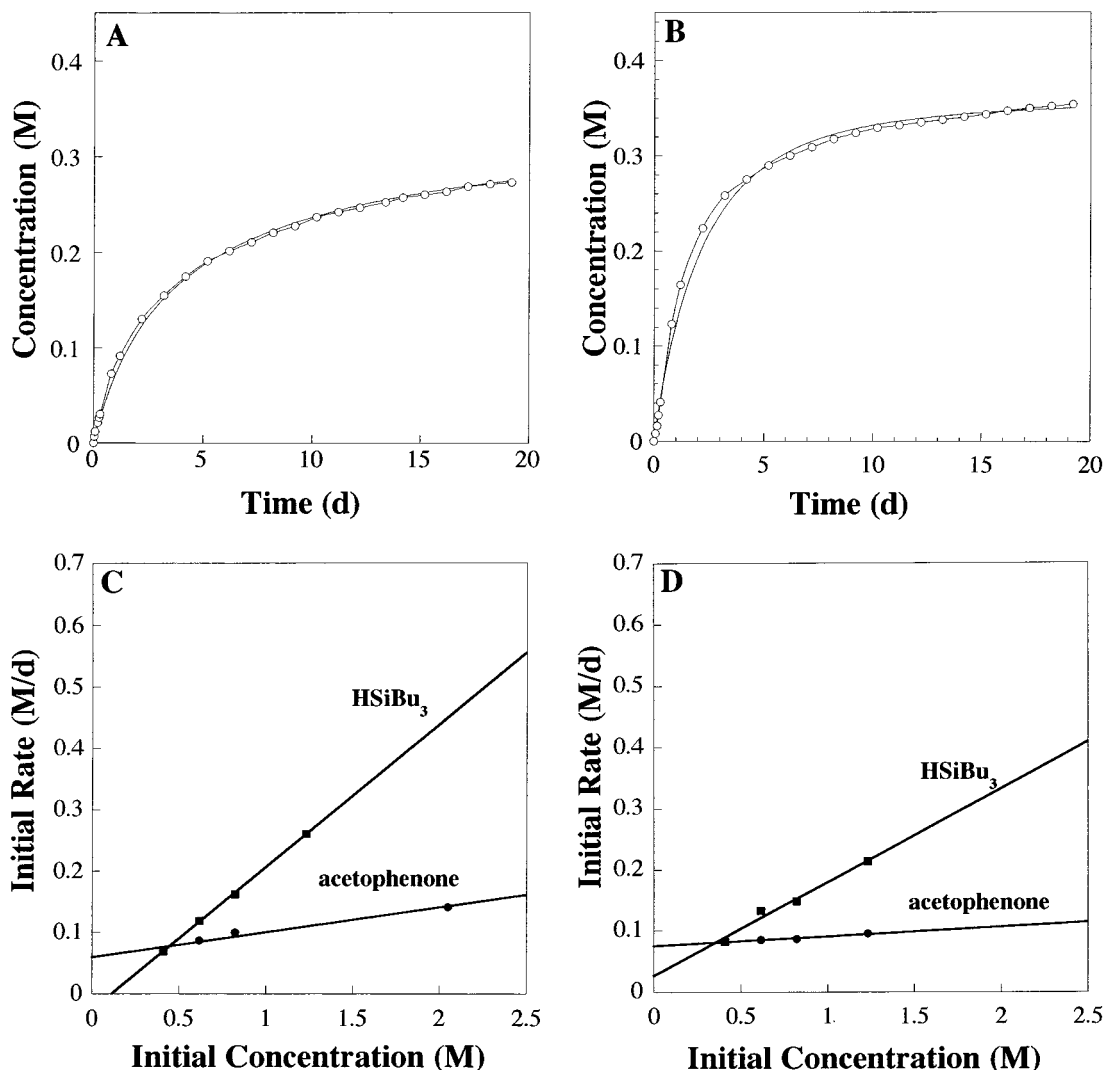 A
Concentration (M)
0.4
0.3
0.2
0.1
0
0 5 10 15 20
Time (d)
B
Concentration (M)
0.4
0.3
0.2
0.1
0
0 5 10 15 20
Time (d)
C
Initial Rate (M/d)
0.7
0.6
0.5
0.4
0.3
0.2
0.1
0
HSiBu3
acetophenone
0 0.5 1 1.5 2 2.5
Initial Concentration (M)
D
Initial Rate (M/d)
0.7
0.6
0.5
0.4
0.3
0.2
0.1
0
HSiBu3
acetophenone
0 0.5 1 1.5 2 2.5
Initial Concentration (M)